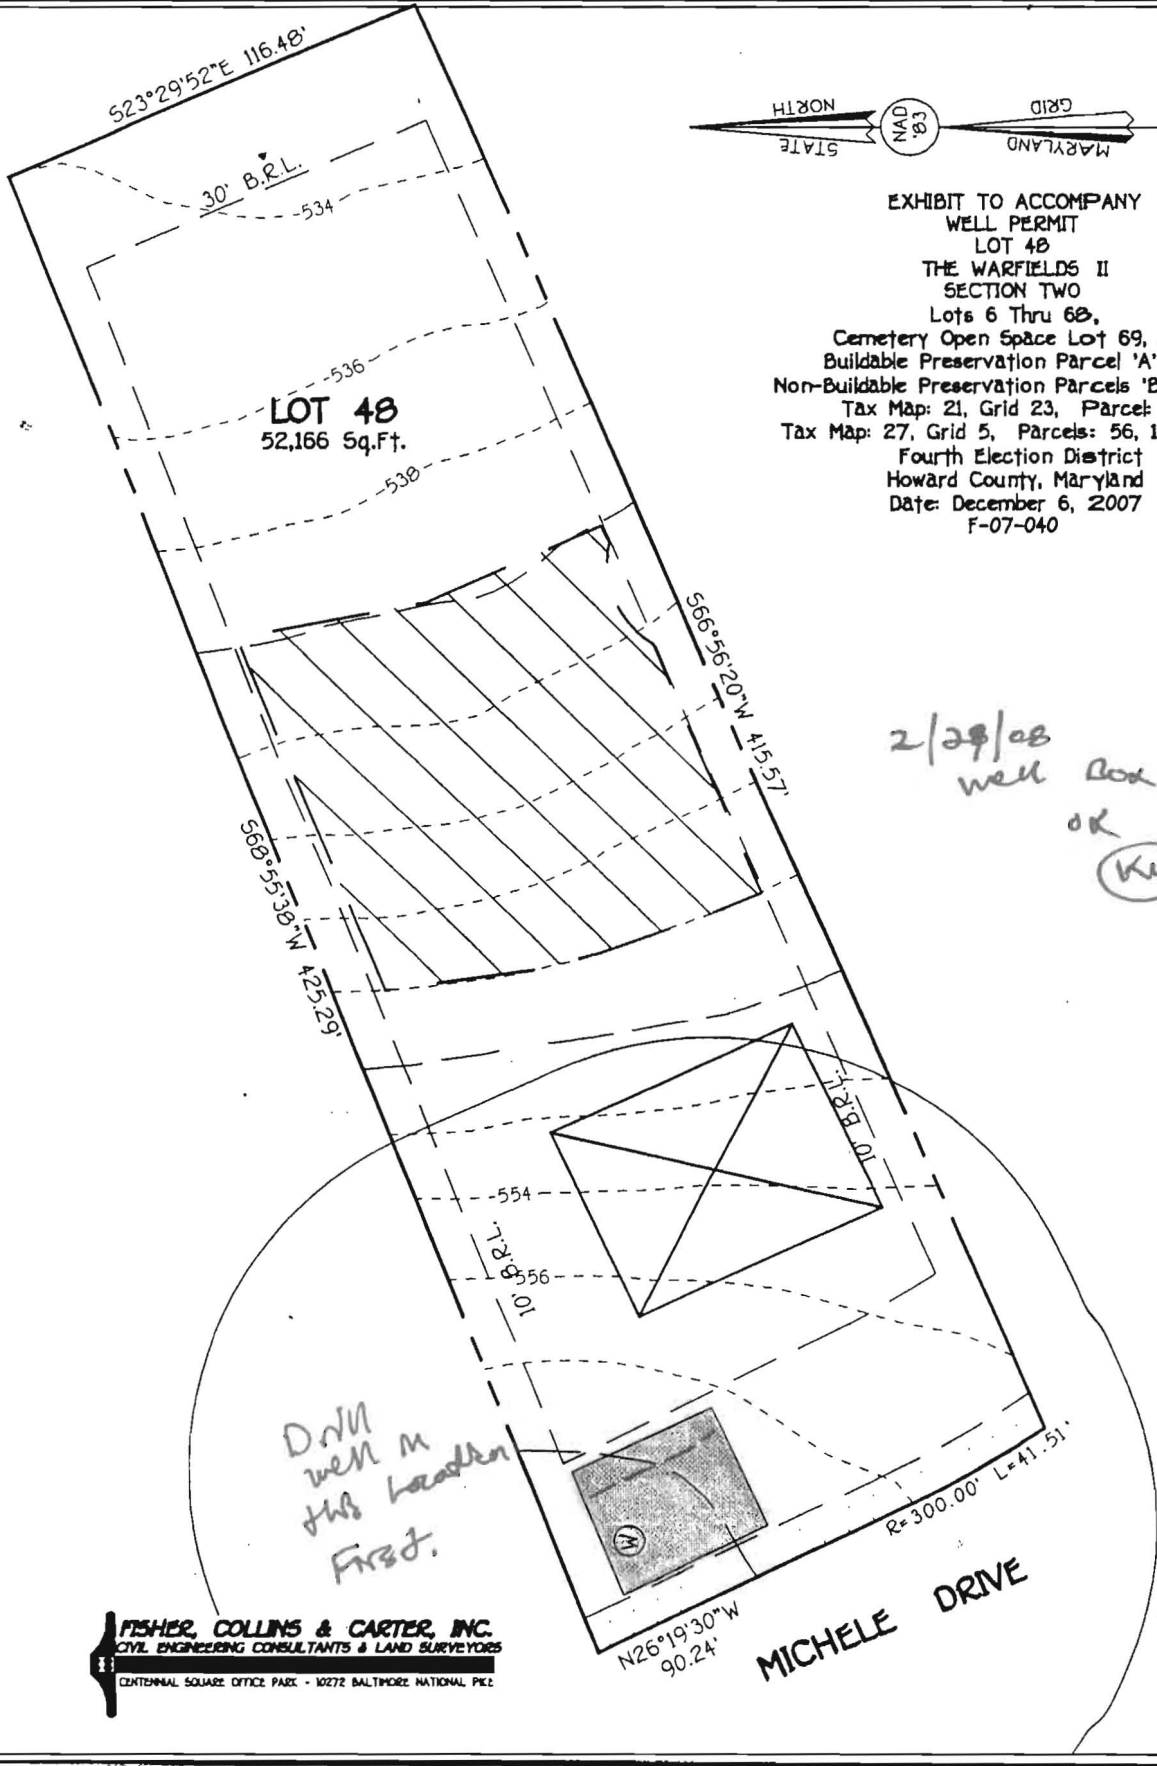 S23°29'52"E 116.48'
STATE NORTH
NAD '83
MARYLAND GRID
30' B.R.L.
-534
EXHIBIT TO ACCOMPANY
WELL PERMIT
LOT 48
THE WARFIELDS II
SECTION TWO
Lots 6 Thru 68,
Cemetery Open Space Lot 69,
Buildable Preservation Parcel 'A'
Non-Buildable Preservation Parcels 'B
Tax Map: 21, Grid 23, Parcel:
Tax Map: 27, Grid 5, Parcels: 56, 1
Fourth Election District
Howard County, Maryland
Date: December 6, 2007
F-07-040
-536
LOT 48
52,166 Sq.Ft.
-538
S66°56'20"W 415.57'
well Box
OK
S68°55'38"W 425.29'
10' B.R.L.
-554
10' B.R.L.
-556
Drill
well in
this Location
First.
W
R=300.00' L=41.51'
N26°19'30"W
90.24'
MICHELE DRIVE
FISHER, COLLINS & CARTER, INC.
CIVIL ENGINEERING CONSULTANTS & LAND SURVEYORS
CENTENNIAL SQUARE OFFICE PARK - 10272 BALTIMORE NATIONAL PIKE